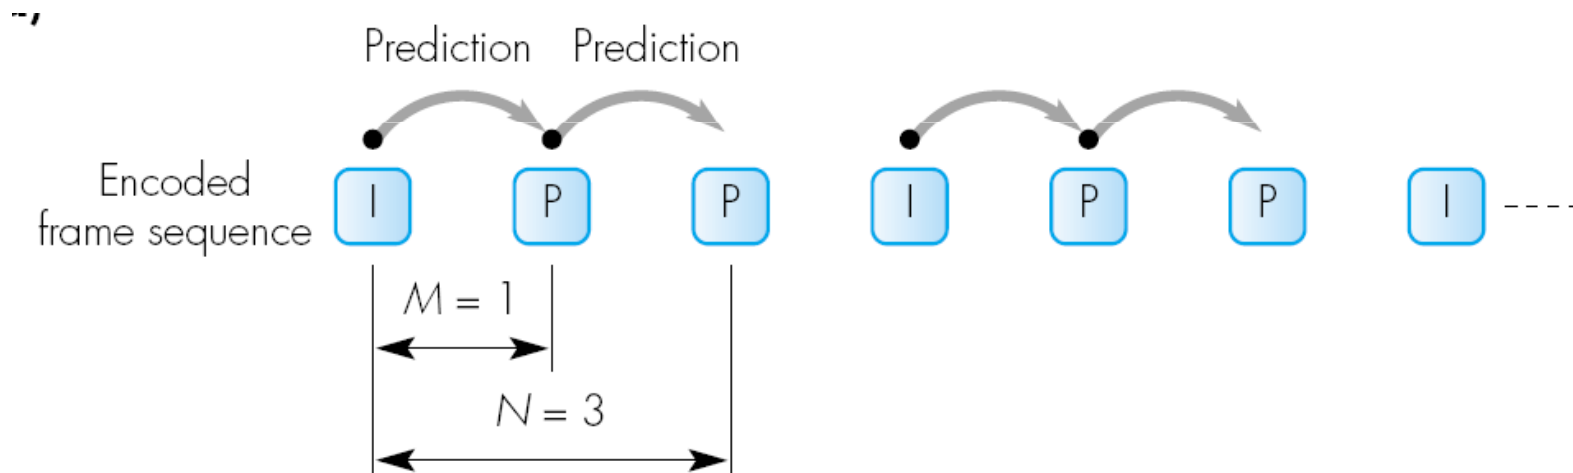 Prediction Prediction
Encoded
frame sequence
I P P I P P I
M = 1
N = 3